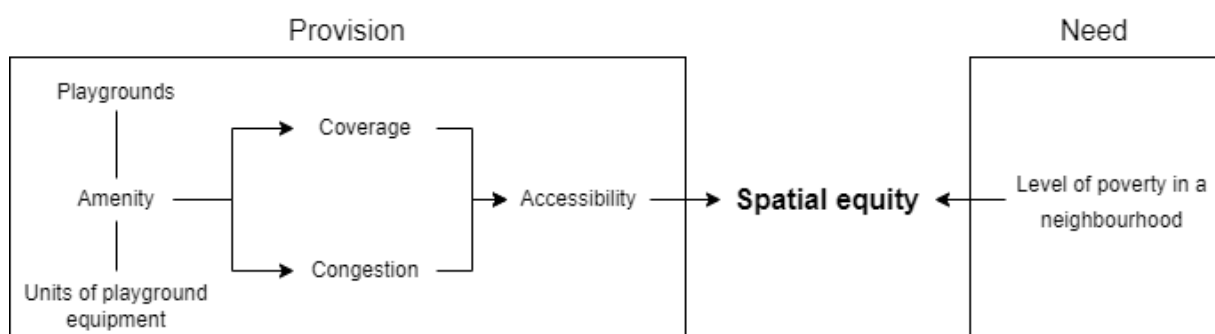 Provision
Need
Playgrounds
Coverage
Amenity
Accessibility
Spatial equity
Level of poverty in a
neighbourhood
Congestion
Units of playground
equipment